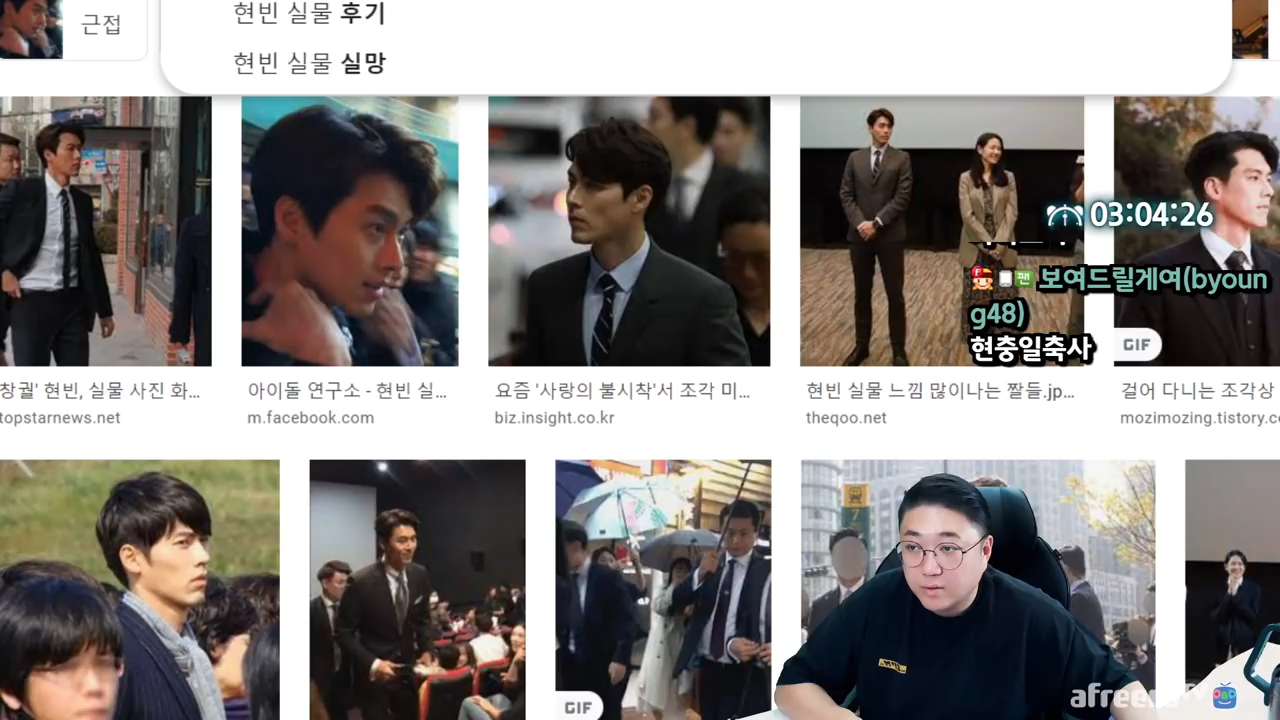 현빈 실물 후기
근접
현빈 실물 실망
03:04:26
보여드릴게여(byoun
g48)
현충일축사
GIF
창궐' 현빈, 실물 사진 화...
아이돌 연구소 - 현빈 실...
요즘 '사랑의 불시착'서 조각 미...
현빈 실물 느낌 많이나는 짤들.jp...
걸어 다니는 조각상
topstarnews.net
m.facebook.com
biz.insight.co.kr
theqoo.net
mozimozing.tistory.co
GIF